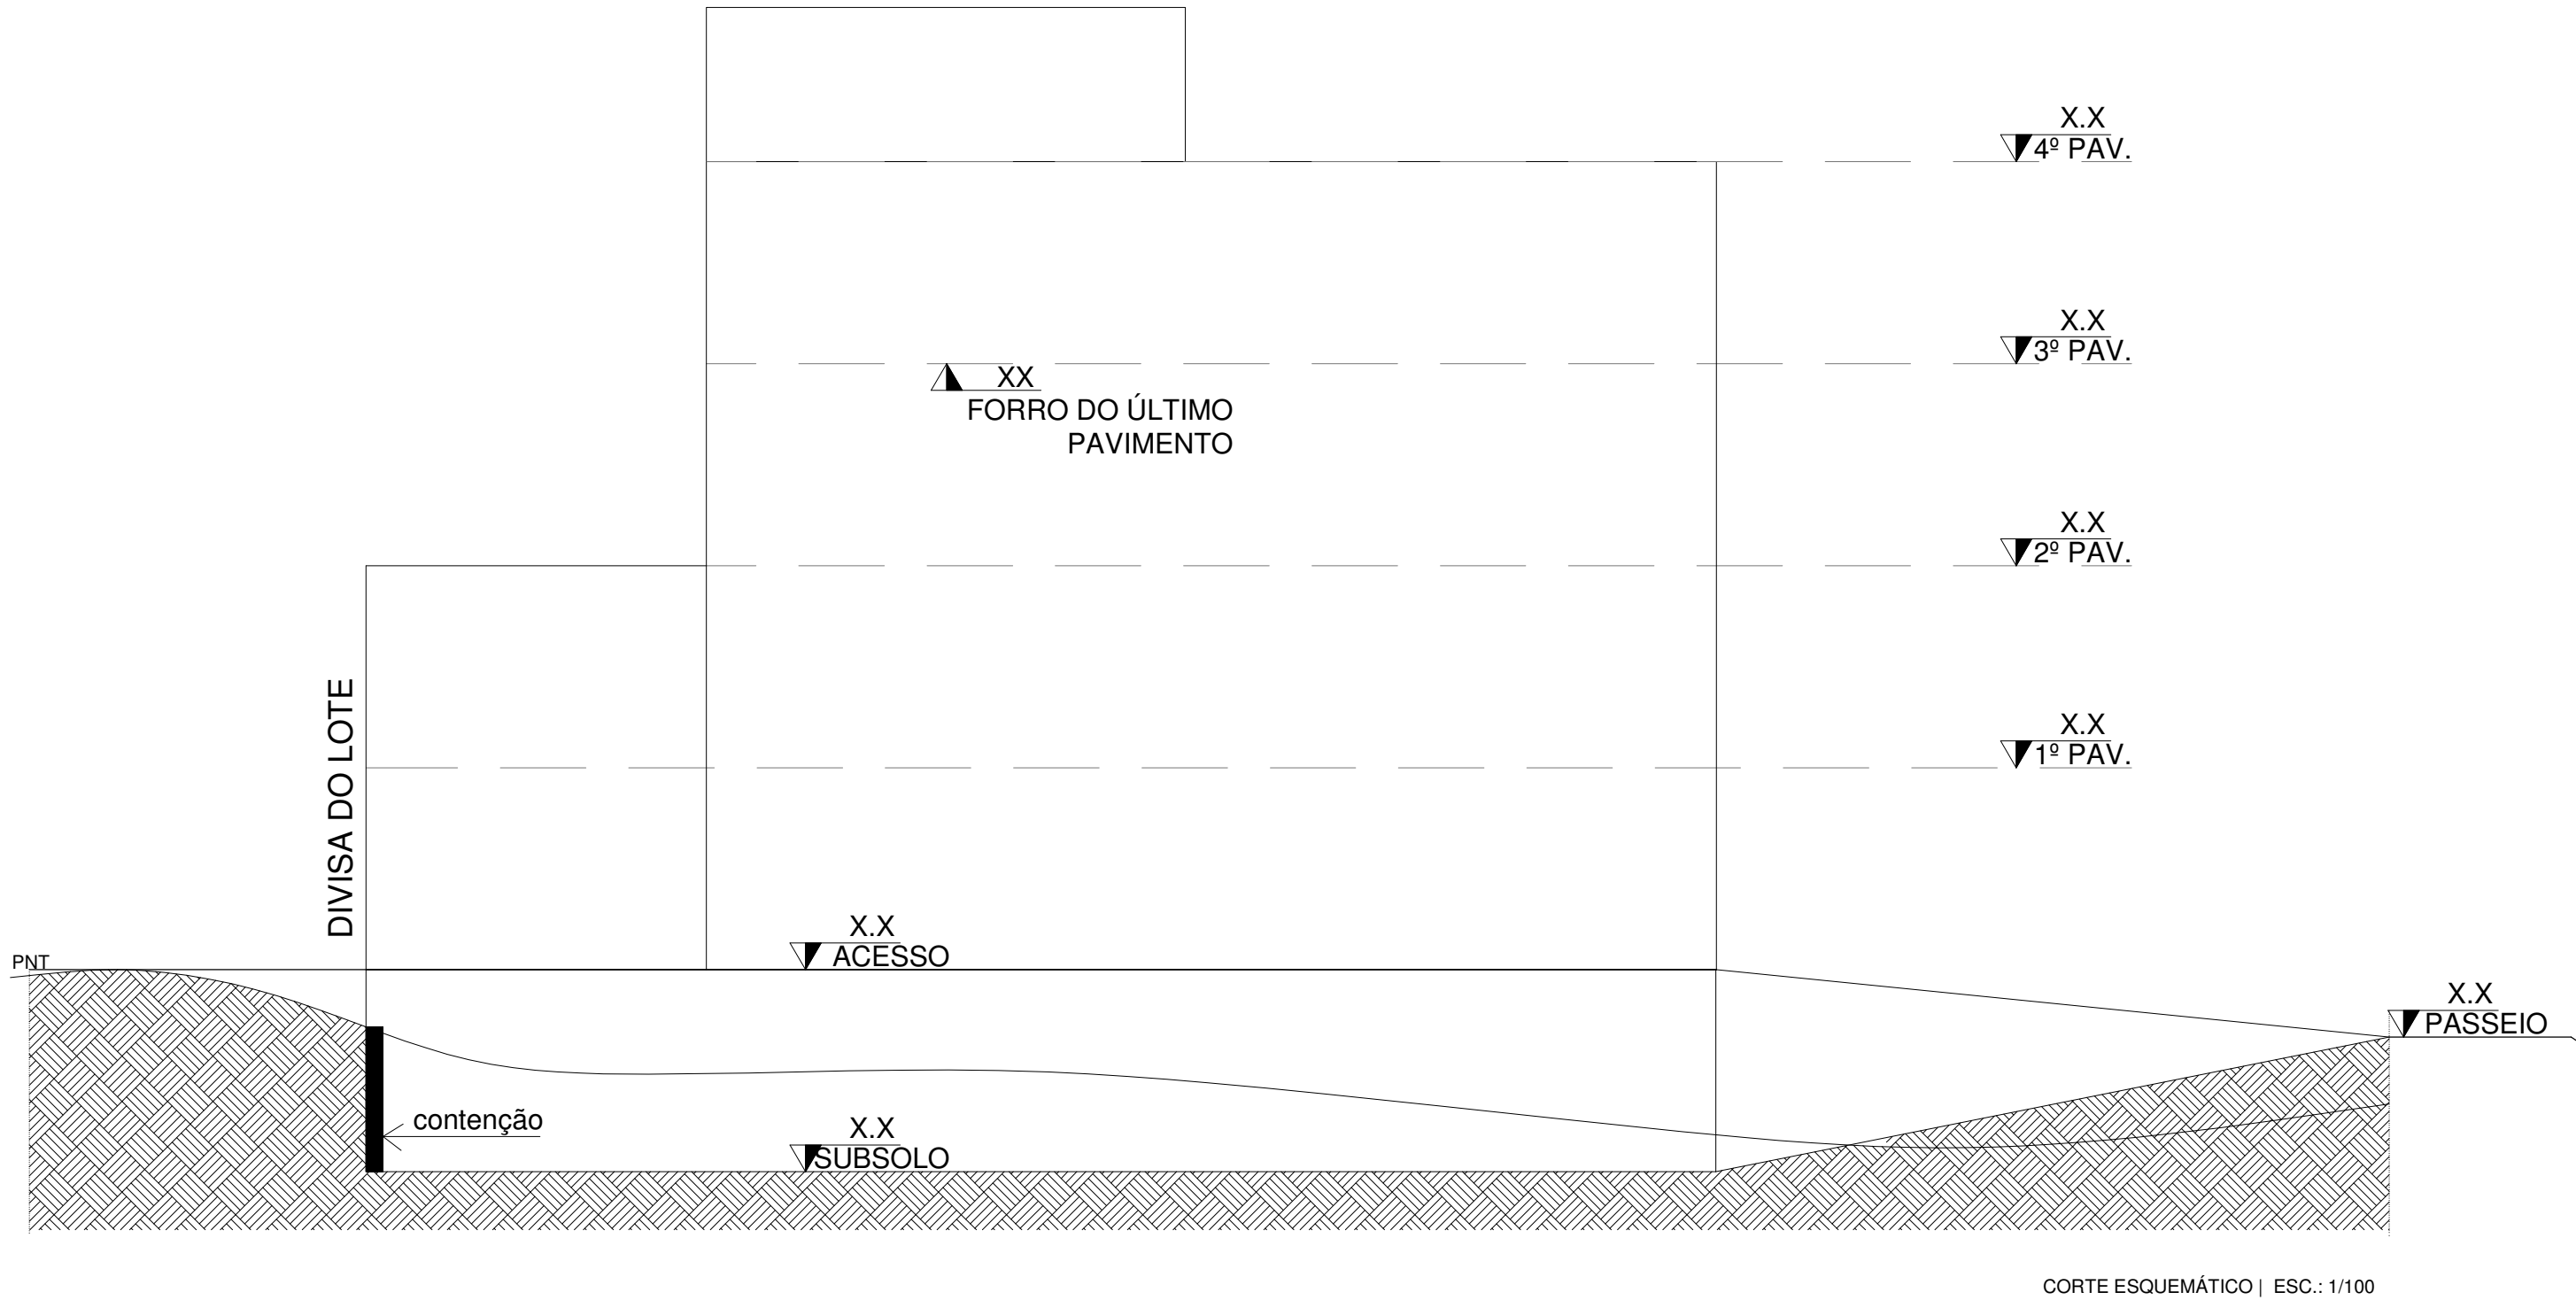 X.X
4º PAV.
X.X
3º PAV.
XX
FORRO DO ÚLTIMO
PAVIMENTO
X.X
2º PAV.
X.X
1º PAV.
DIVISA DO LOTE
X.X
ACESSO
PNT
X.X
PASSEIO
contenção
X.X
SUBSOLO
CORTE ESQUEMÁTICO | ESC.: 1/100